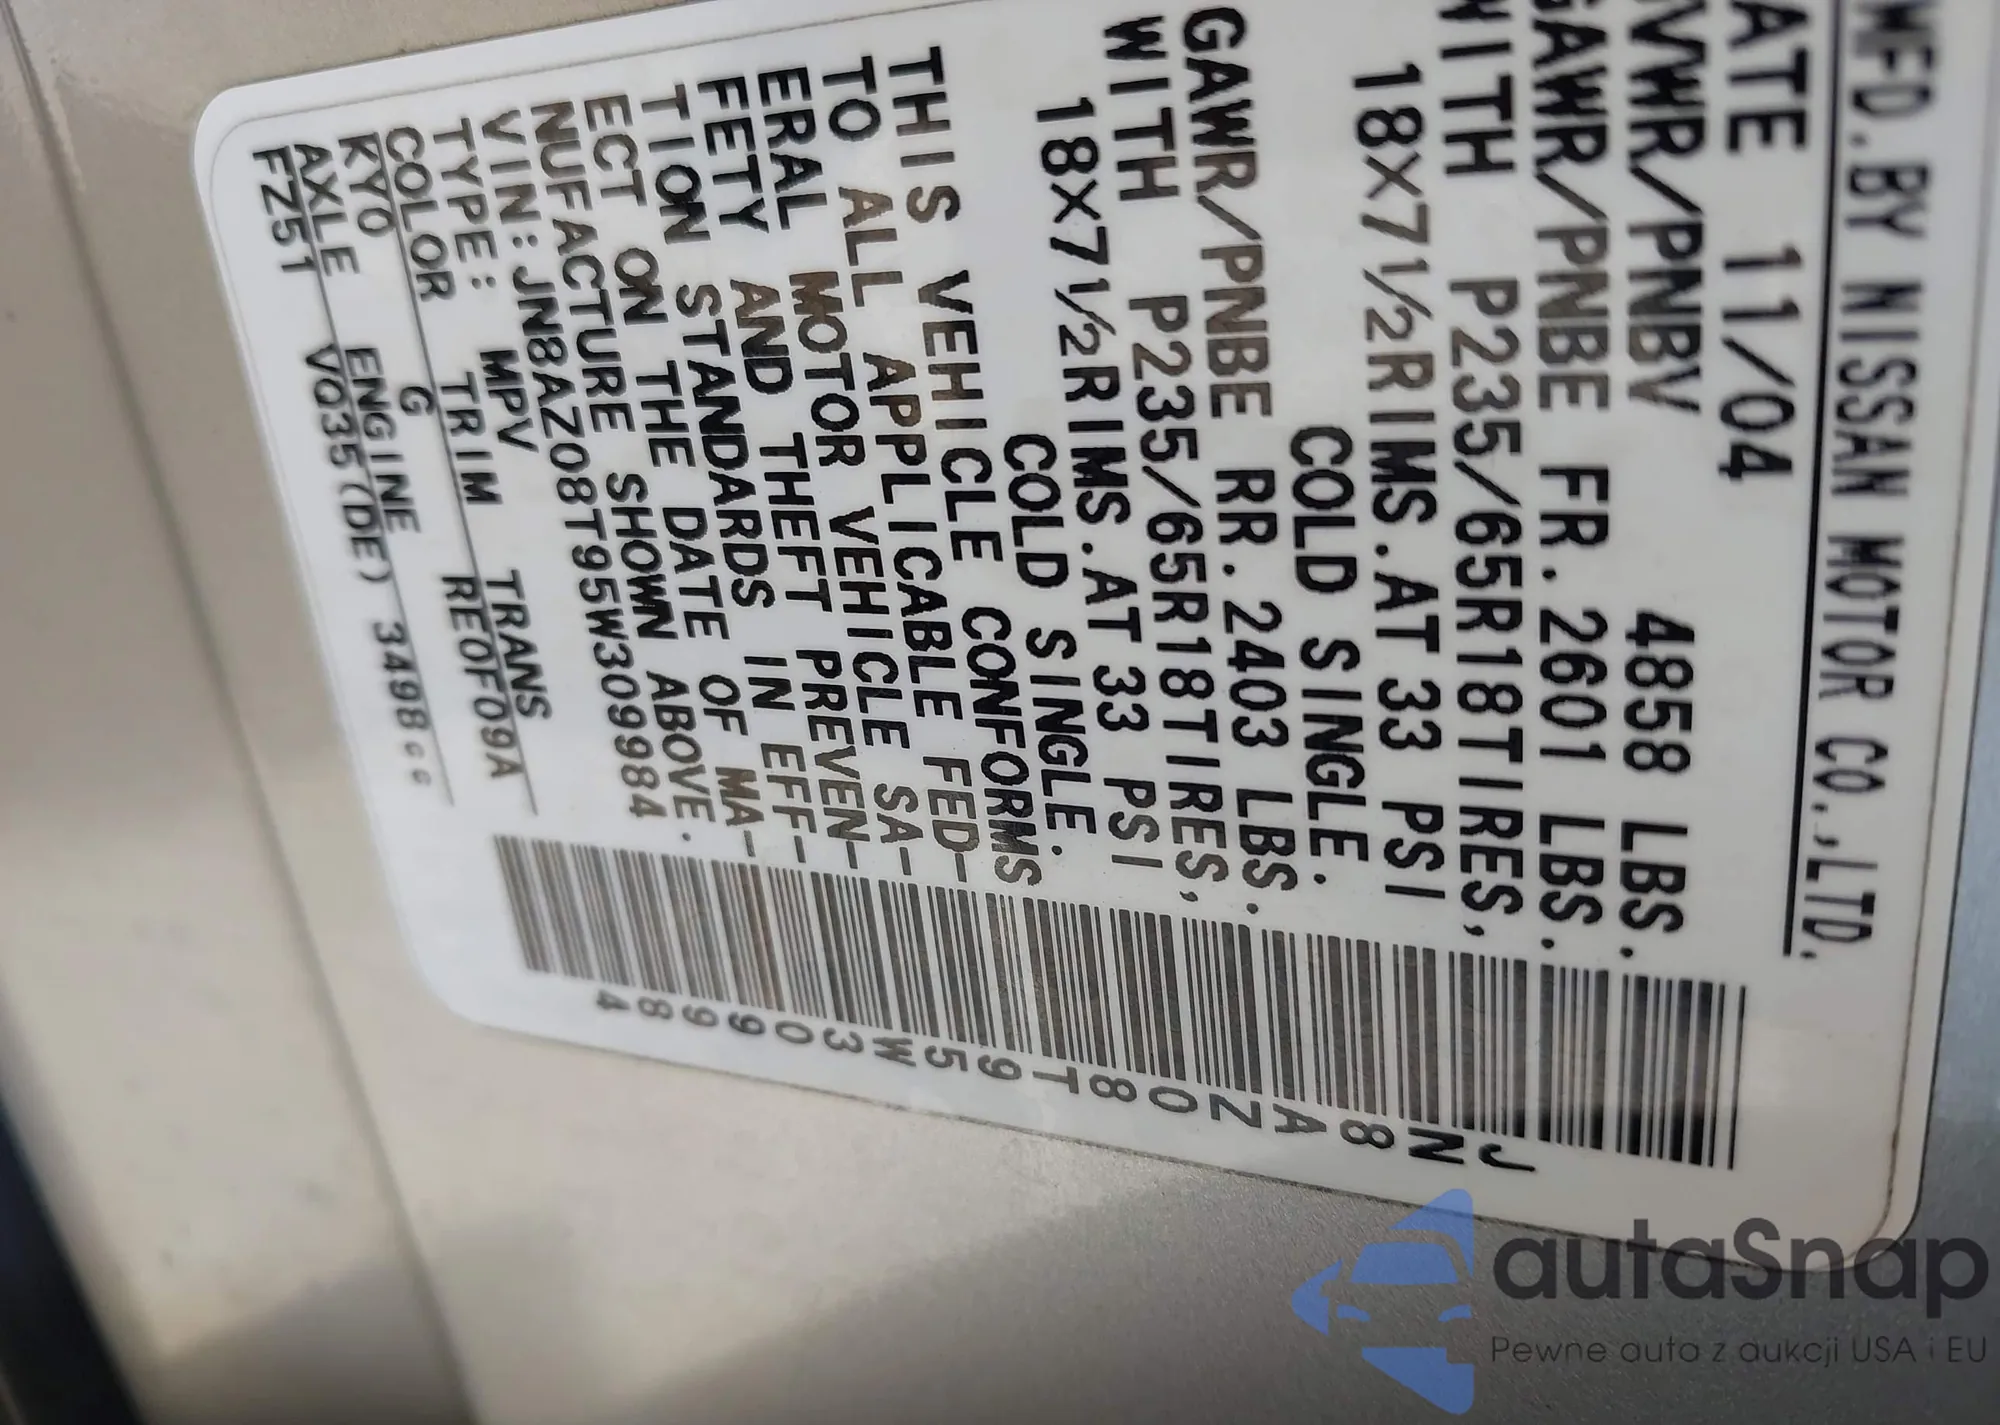 MFD.BY NISSAN MOTOR CO.,LTD.
ATE 11/04
VWR/PNBV 4858 LBS.
GAWR/PNBE FR.2601 LBS.
WITH P235/65R18TIRES,
18X7½RIMS.AT 33 PSI
COLD SINGLE.
GAWR/PNBE RR.2403 LBS.
WITH P235/65R18TIRES,
18X7½RIMS.AT 33 PSI
COLD SINGLE.
THIS VEHICLE CONFORMS
TO ALL APPLICABLE FED-
ERAL MOTOR VEHICLE SA-
FETY AND THEFT PREVEN-
TION STANDARDS IN EFF-
ECT ON THE DATE OF MA-
NUFACTURE SHOWN ABOVE.
VIN:JN8AZ08T95W309984
TYPE: MPV TRANS
COLOR TRIM RE0F09A
KY0 G
AXLE ENGINE
FZ51 VQ35(DE) 3498cc
JN8AZ08T95W309984
autaSnap
Pewne auta z aukcji USA i EU